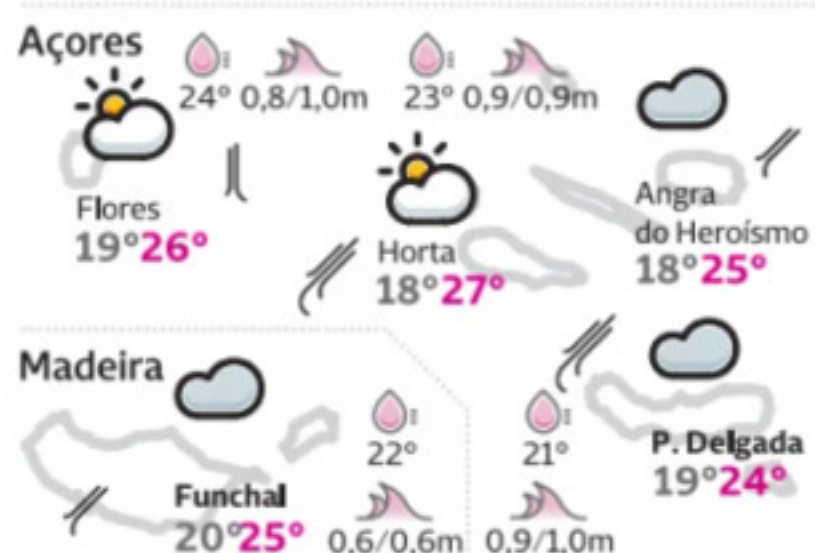 Açores
24° 0,8/1,0m
23° 0,9/0,9m
Flores
19° 26°
Horta
18° 27°
Angra
do Heroísmo
18° 25°
Madeira
22°
0,6/0,6m
Funchal
20° 25°
21°
0,9/1,0m
P. Delgada
19° 24°